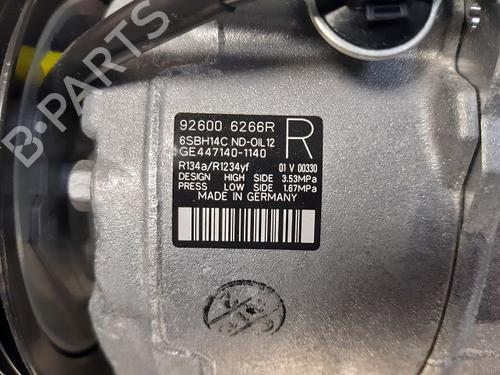 B-PARTS
92600 6266R R
6SBH14C ND-OIL12
GE447140-1140
R134a/R1234yf 01 V 00330
DESIGN HIGH SIDE 3.53MPa
PRESS LOW SIDE 1.67MPa
MADE IN GERMANY